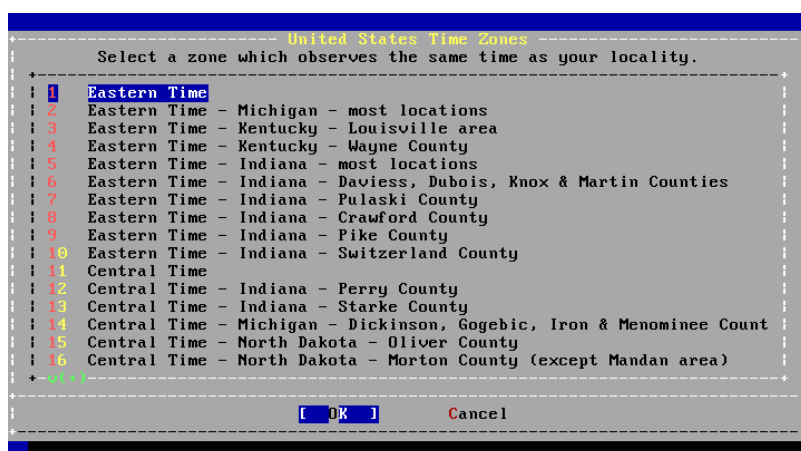 United States Time Zones
Select a zone which observes the same time as your locality.
1 Eastern Time
2 Eastern Time - Michigan - most locations
3 Eastern Time - Kentucky - Louisville area
4 Eastern Time - Kentucky - Wayne County
5 Eastern Time - Indiana - most locations
6 Eastern Time - Indiana - Daviess, Dubois, Knox & Martin Counties
7 Eastern Time - Indiana - Pulaski County
8 Eastern Time - Indiana - Crawford County
9 Eastern Time - Indiana - Pike County
10 Eastern Time - Indiana - Switzerland County
11 Central Time
12 Central Time - Indiana - Perry County
13 Central Time - Indiana - Starke County
14 Central Time - Michigan - Dickinson, Gogebic, Iron & Menominee Count
15 Central Time - North Dakota - Oliver County
16 Central Time - North Dakota - Morton County (except Mandan area)
v(+)
[ OK ] Cancel